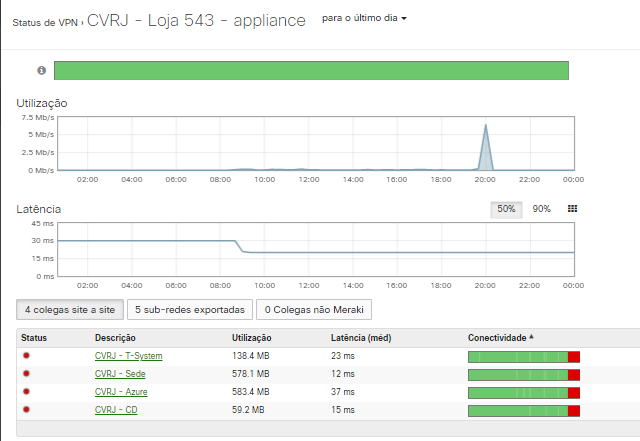 Status de VPN › CVRJ - Loja 543 - appliance para o último dia
Utilização
7.5 Mb/s
5 Mb/s
2.5 Mb/s
0 Mb/s
02:00 04:00 06:00 08:00 10:00 12:00 14:00 16:00 18:00 20:00 22:00 00:00
Latência 50% 90%
45 ms
30 ms
15 ms
0 ms
02:00 04:00 06:00 08:00 10:00 12:00 14:00 16:00 18:00 20:00 22:00 00:00
4 colegas site a site 5 sub-redes exportadas 0 Colegas não Meraki
Status Descrição Utilização Latência (méd) Conectividade
CVRJ - T-System 138.4 MB 23 ms
CVRJ - Sede 578.1 MB 12 ms
CVRJ - Azure 583.4 MB 37 ms
CVRJ - CD 59.2 MB 15 ms